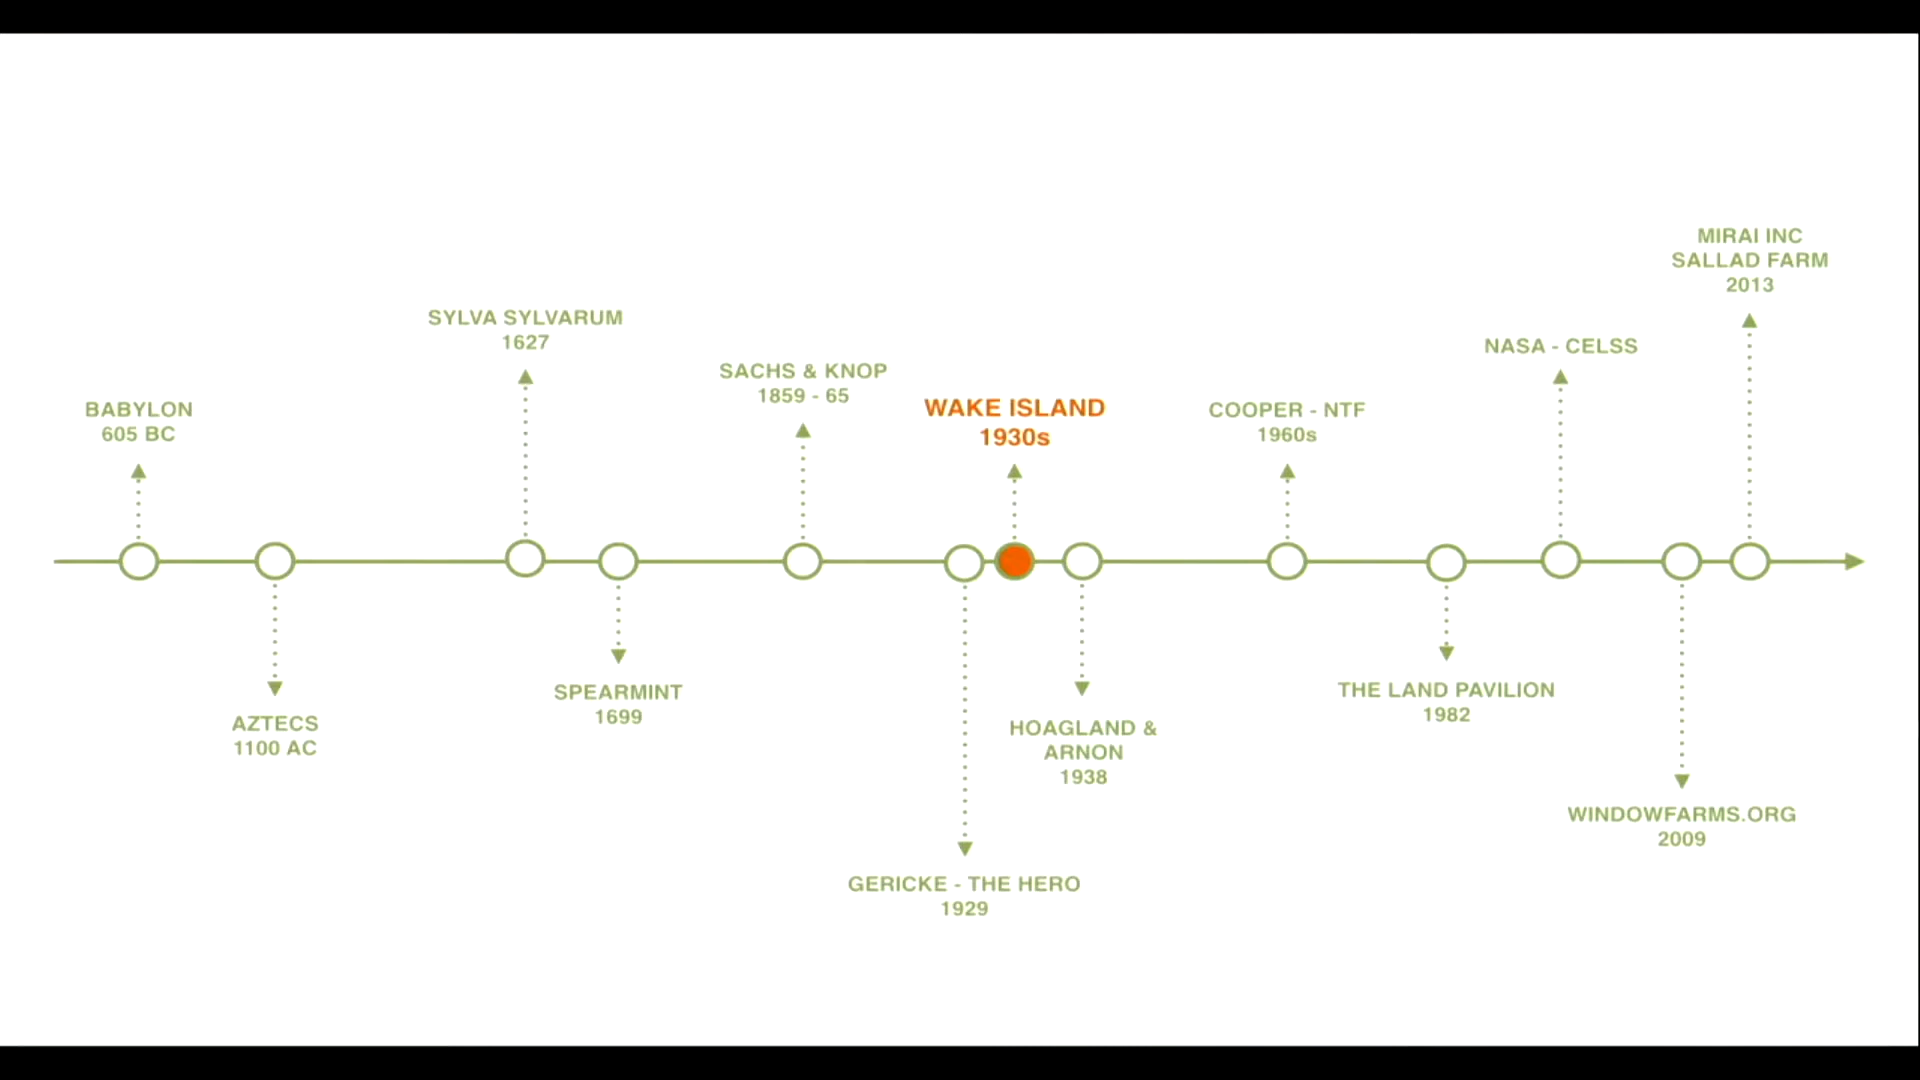 BABYLON
605 BC
AZTECS
1100 AC
SYLVA SYLVARUM
1627
SPEARMINT
1699
SACHS & KNOP
1859 - 65
GERICKE - THE HERO
1929
WAKE ISLAND
1930s
HOAGLAND &
ARNON
1938
COOPER - NTF
1960s
THE LAND PAVILION
1982
NASA - CELSS
WINDOWFARMS.ORG
2009
MIRAI INC
SALLAD FARM
2013